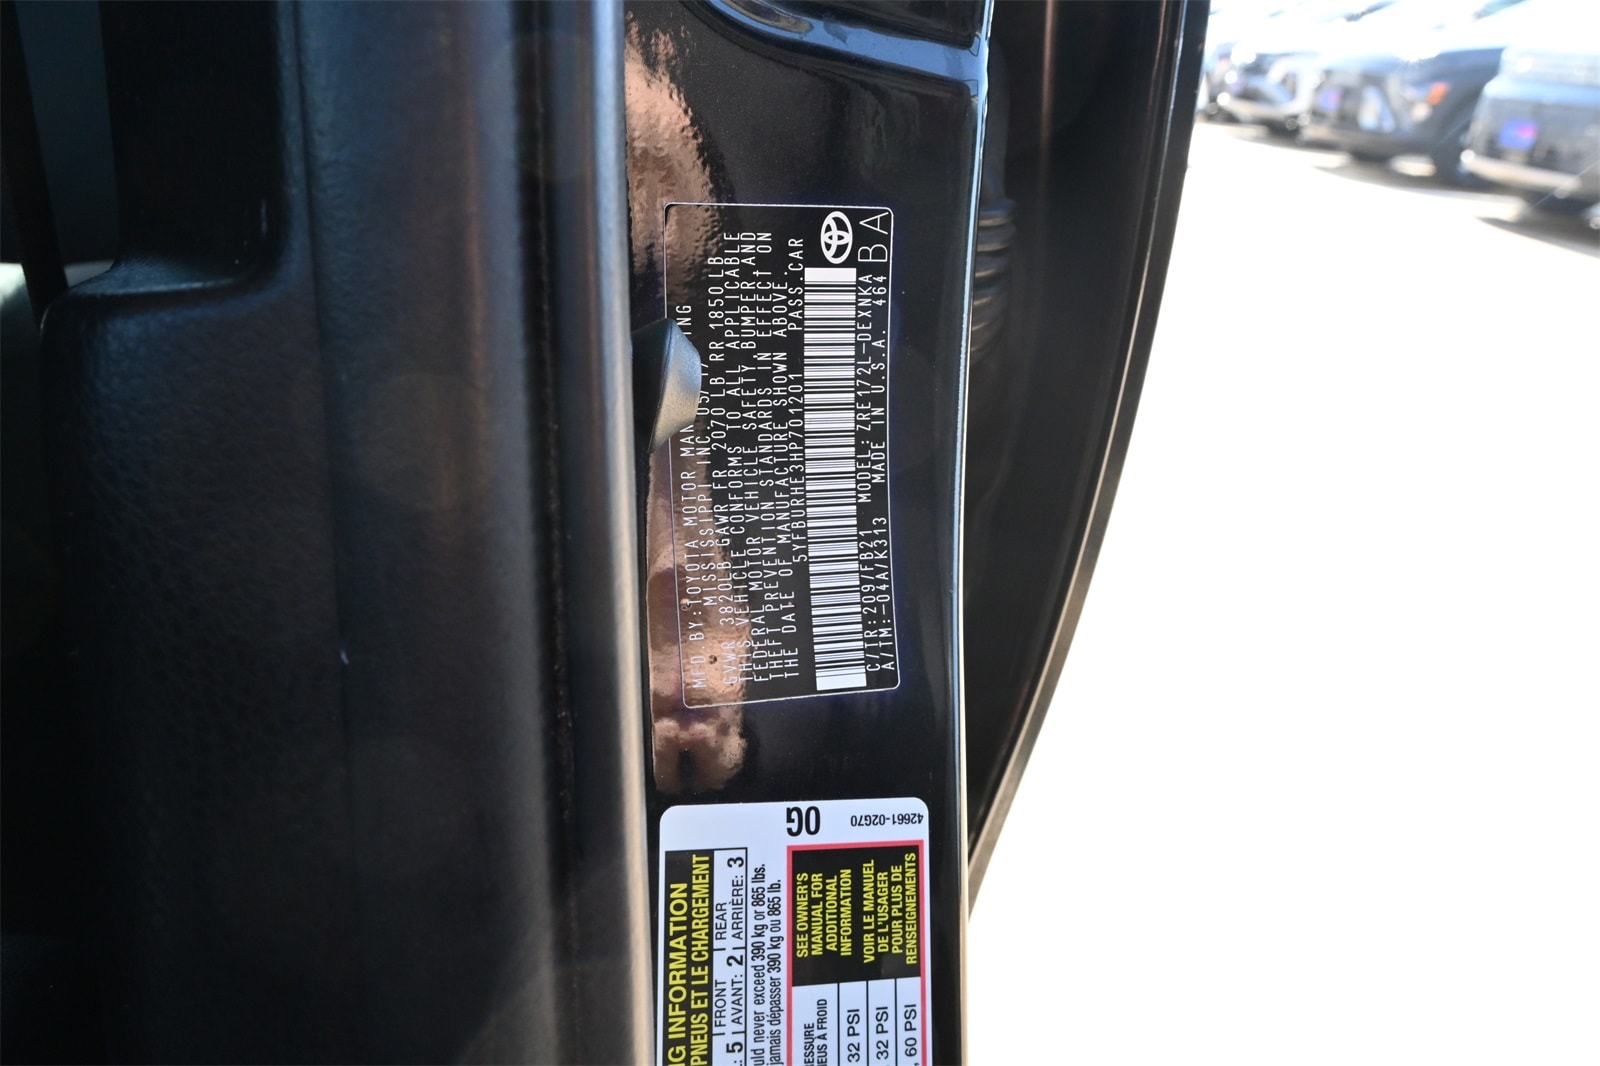 MFD.BY:TOYOTA MOTOR
MISSISSIPPI INC. 05/17
GVWR 3820LB GAWR FR 2070 LB RR 1850 LB
THIS VEHICLE CONFORMS TO ALL APPLICABLE
FEDERAL MOTOR VEHICLE SAFETY, BUMPER AND
THEFT PREVENTION STANDARDS IN EFFECT ON
THE DATE OF MANUFACTURE SHOWN ABOVE.
5YFBURHE3HP701201 PASS.CAR
C/TR:209/FB21 MODEL:ZRE172L-DEXNKA
A/TM:-04A/K313 MADE IN U.S.A. 464
BA
0G
42661-02G70
INFORMATION
PNEUS ET LE CHARGEMENT
5 FRONT AVANT: 2 REAR ARRIÈRE: 3
never exceed 390 kg or 865 lbs.
jamais dépasser 390 kg ou 865 lb.
SEE OWNER'S
MANUAL FOR
ADDITIONAL
INFORMATION
VOIR LE MANUEL
DE L'USAGER
POUR PLUS DE
RENSEIGNEMENTS
À FROID
32 PSI
32 PSI
60 PSI